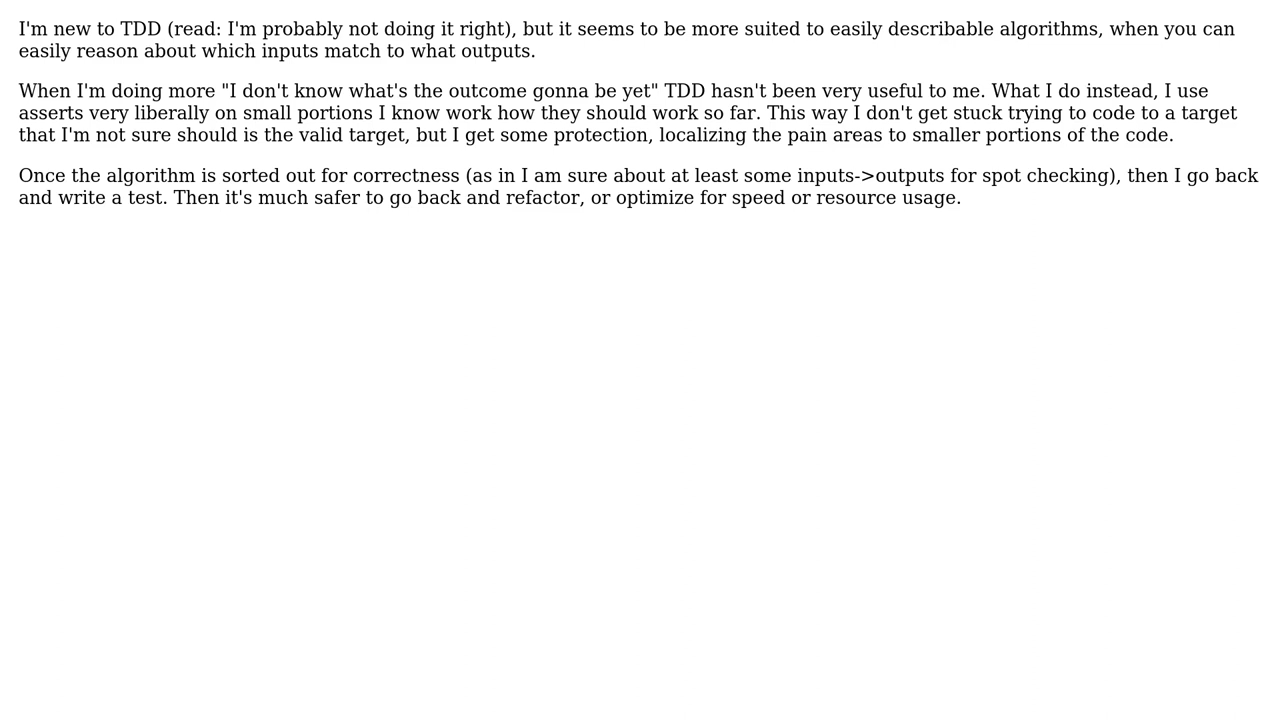 I'm new to TDD (read: I'm probably not doing it right), but it seems to be more suited to easily describable algorithms, when you can
easily reason about which inputs match to what outputs.
When I'm doing more "I don't know what's the outcome gonna be yet" TDD hasn't been very useful to me. What I do instead, I use
asserts very liberally on small portions I know work how they should work so far. This way I don't get stuck trying to code to a target
that I'm not sure should is the valid target, but I get some protection, localizing the pain areas to smaller portions of the code.
Once the algorithm is sorted out for correctness (as in I am sure about at least some inputs->outputs for spot checking), then I go back
and write a test. Then it's much safer to go back and refactor, or optimize for speed or resource usage.